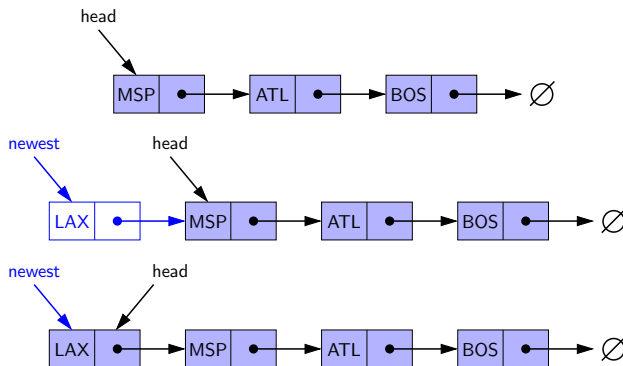 head
MSP ATL BOS ∅
newest head
LAX MSP ATL BOS ∅
newest head
LAX MSP ATL BOS ∅